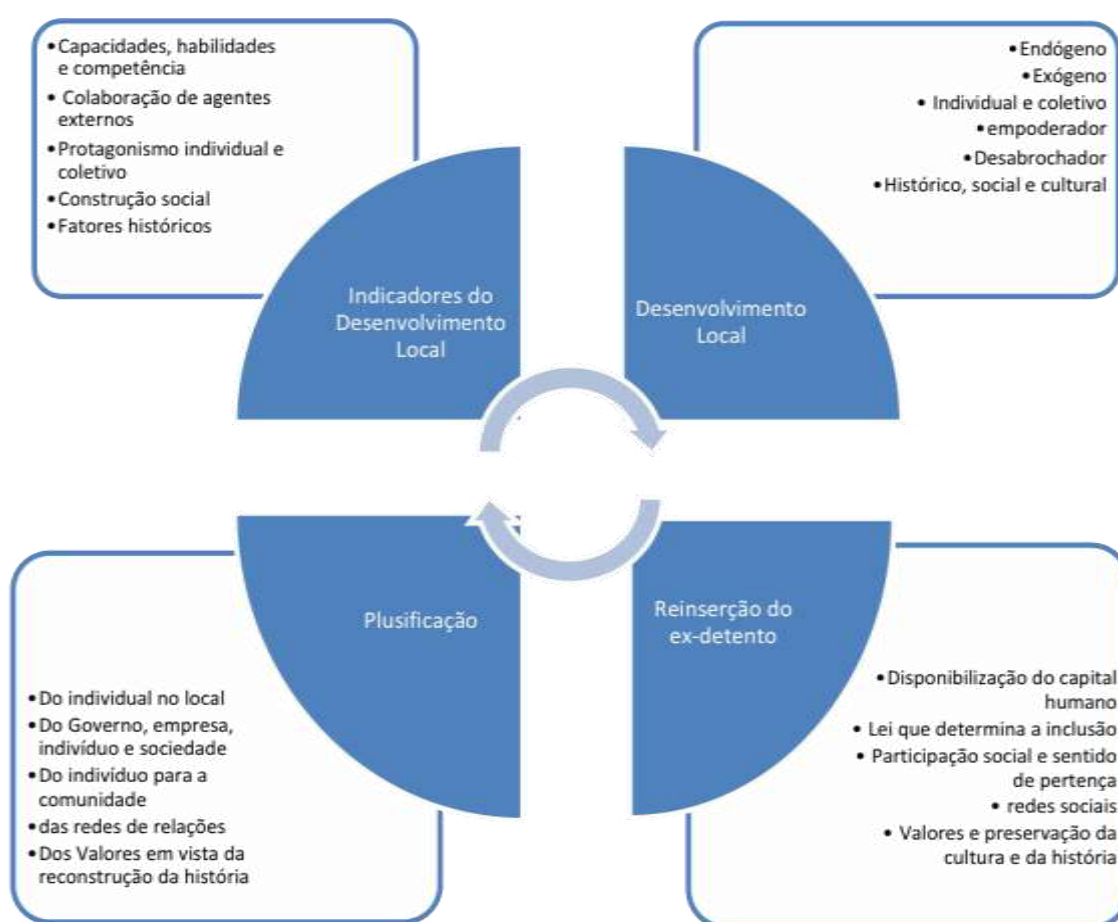 •Capacidades, habilidades
e competência
• Colaboração de agentes
externos
•Protagonismo individual e
coletivo
•Construção social
•Fatores históricos
•Endógeno
•Exógeno
• Individual e coletivo
•empoderador
•Desabrochador
•Histórico, social e cultural
Indicadores do
Desenvolvimento
Local
Desenvolvimento
Local
Plusificação
Reinserção do
ex-detento
•Do individual no local
•Do Governo, empresa,
indivíduo e sociedade
•Do indivíduo para a
comunidade
•das redes de relações
•Dos Valores em vista da
reconstrução da história
•Disponibilização do capital
humano
• Lei que determina a inclusão
• Participação social e sentido
de pertença
• redes sociais
• Valores e preservação da
cultura e da história